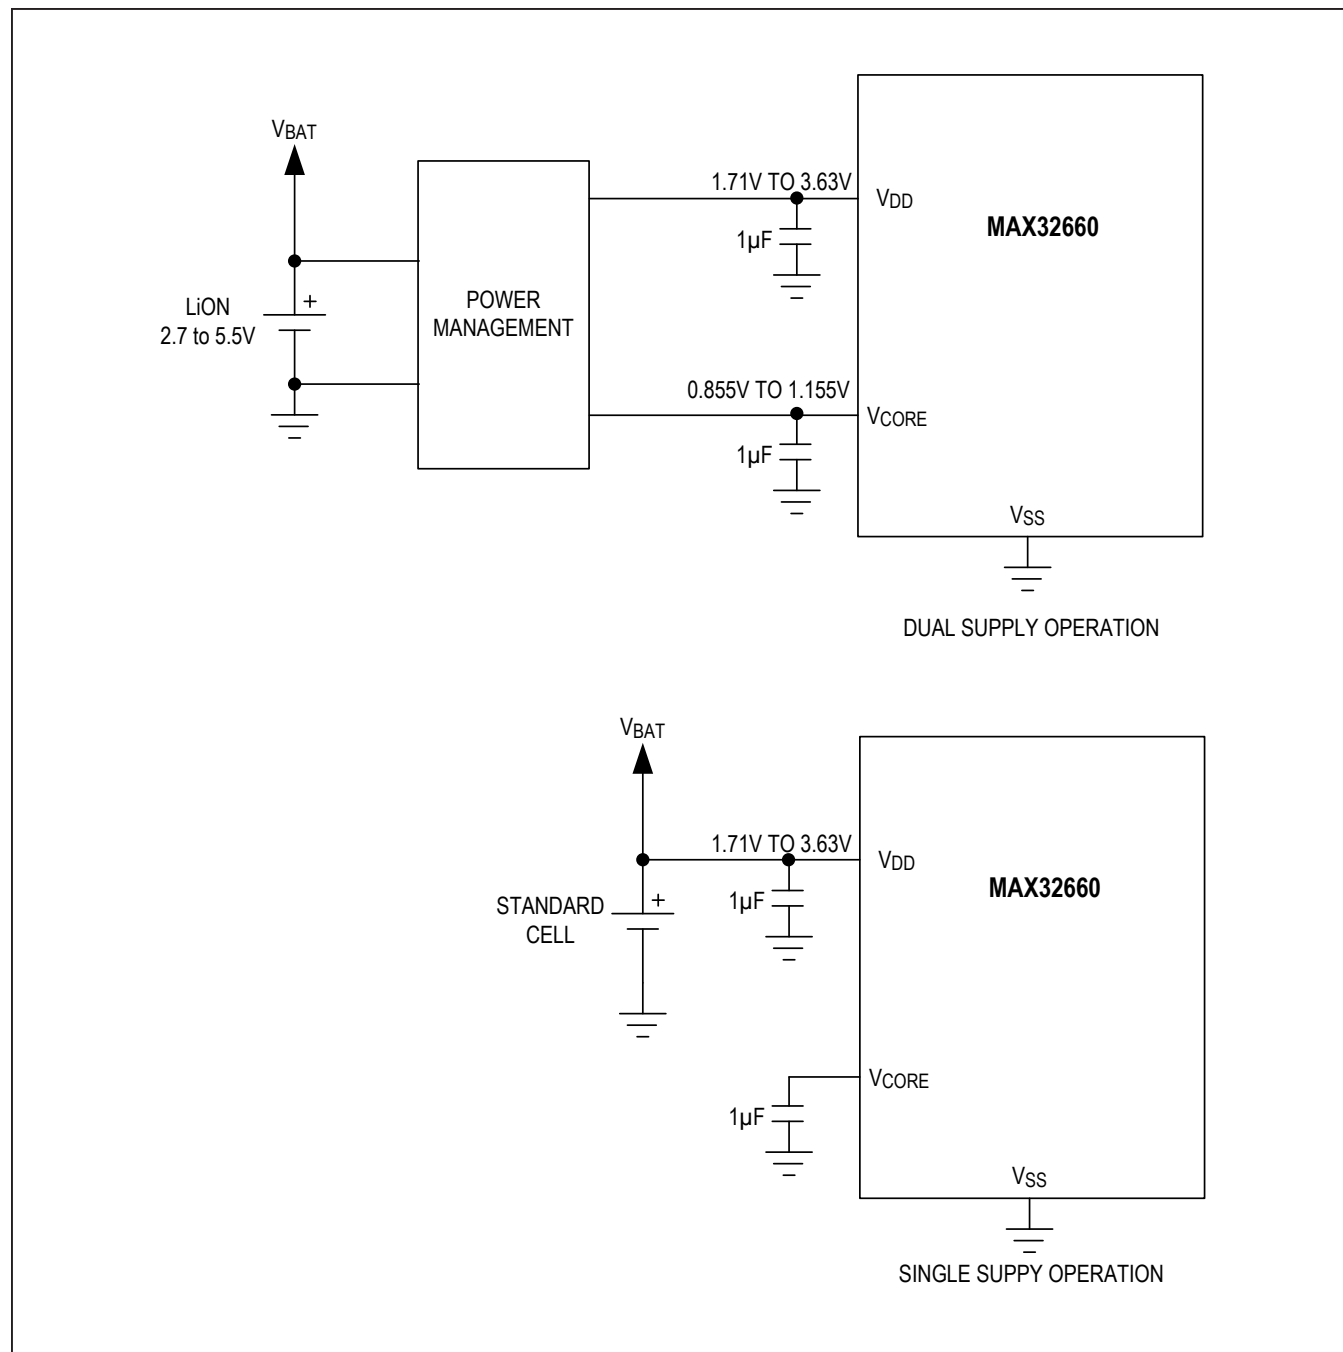 VBAT
1.71V TO 3.63V
VDD
MAX32660
1µF
+
LiON
2.7 to 5.5V
POWER
MANAGEMENT
0.855V TO 1.155V
VCORE
1µF
VSS
DUAL SUPPLY OPERATION
VBAT
1.71V TO 3.63V
VDD
MAX32660
+
1µF
STANDARD
CELL
VCORE
1µF
VSS
SINGLE SUPPY OPERATION